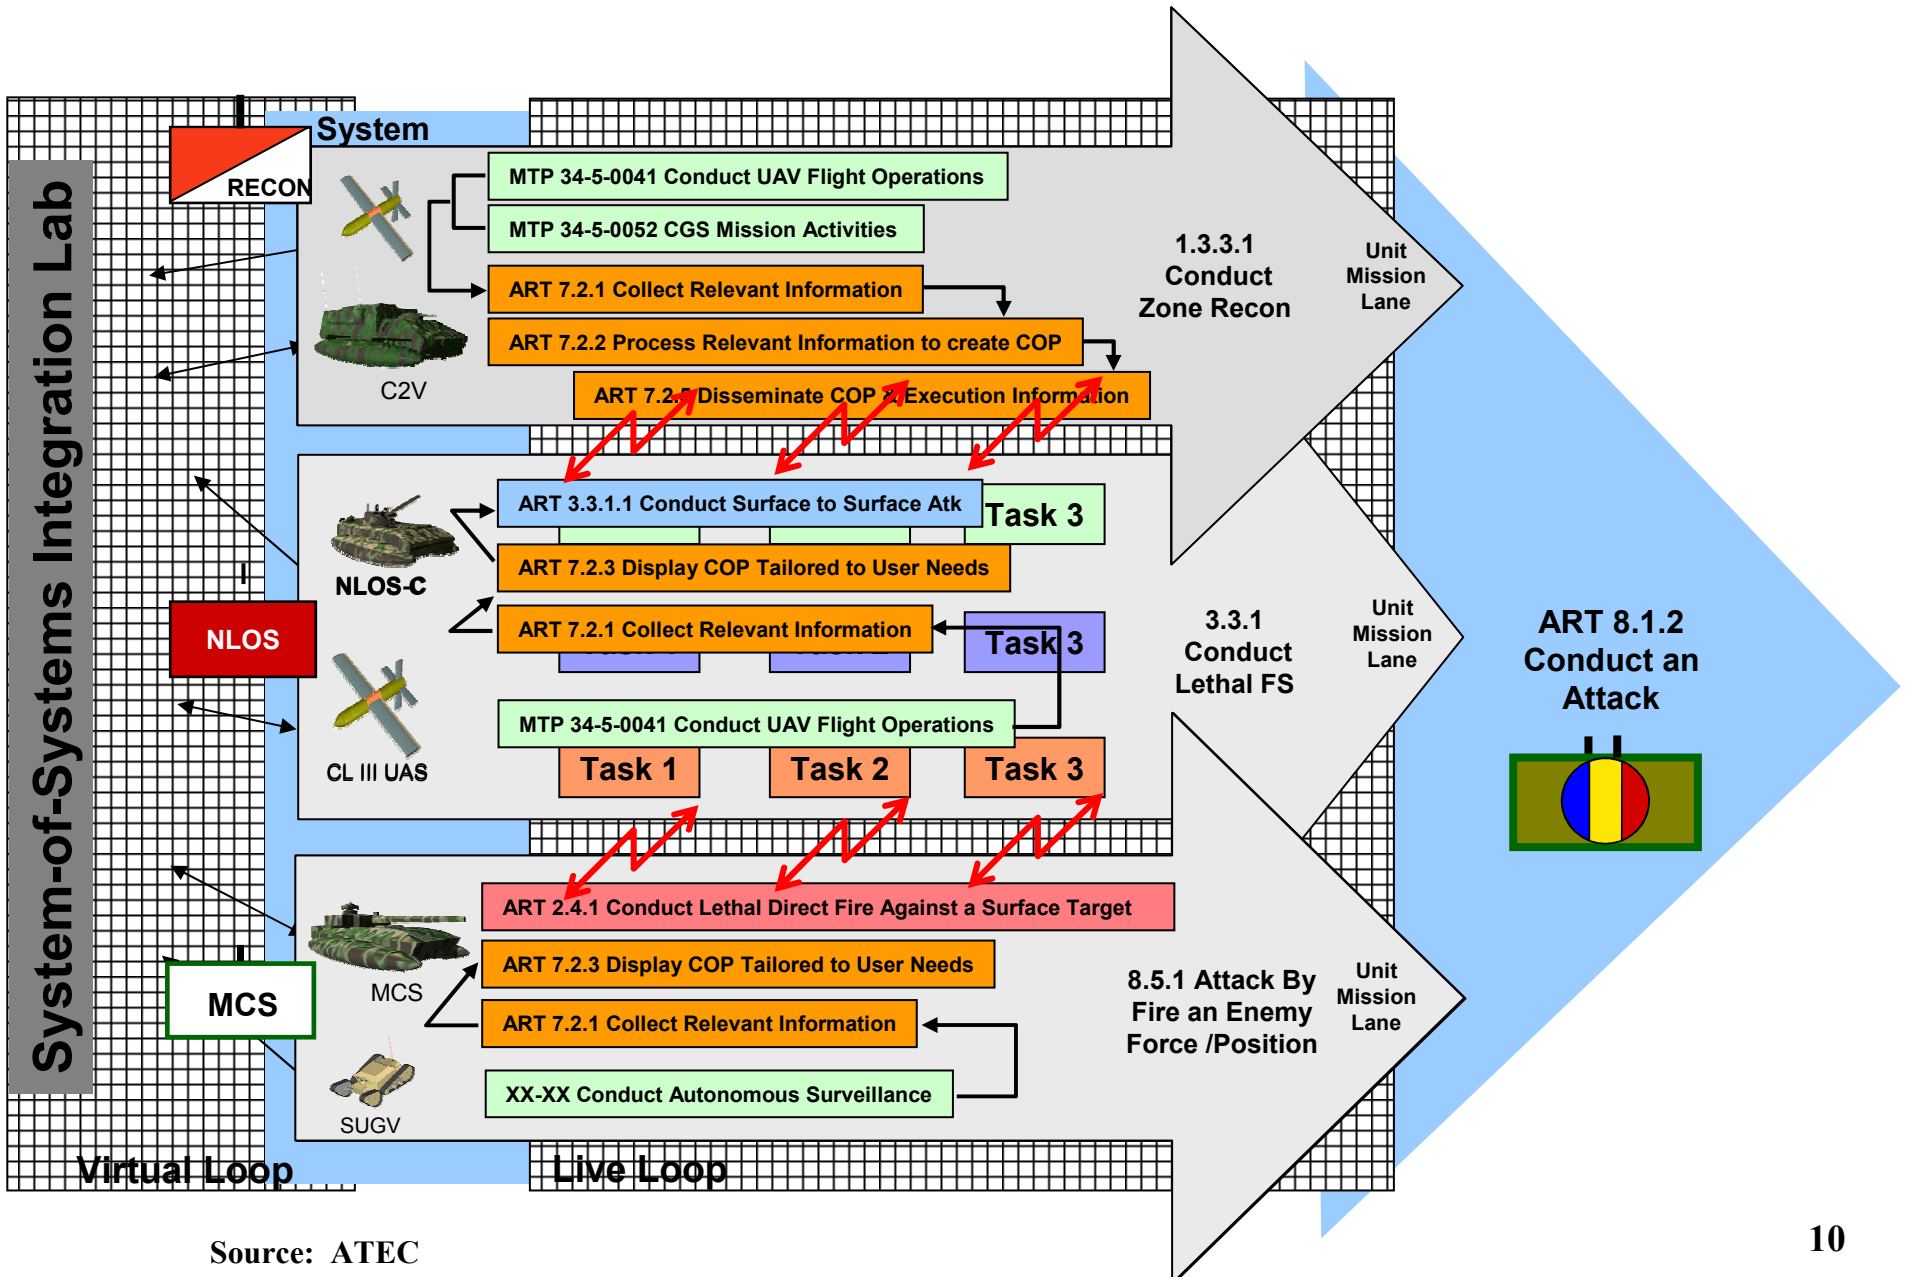 System-of-Systems Integration Lab
System
RECON
MTP 34-5-0041 Conduct UAV Flight Operations
MTP 34-5-0052 CGS Mission Activities
ART 7.2.1 Collect Relevant Information
ART 7.2.2 Process Relevant Information to create COP
ART 7.2.5 Disseminate COP & Execution Information
C2V
1.3.3.1
Conduct
Zone Recon
Unit
Mission
Lane
ART 3.3.1.1 Conduct Surface to Surface Atk
Task 3
ART 7.2.3 Display COP Tailored to User Needs
NLOS-C
NLOS
ART 7.2.1 Collect Relevant Information
Task 3
MTP 34-5-0041 Conduct UAV Flight Operations
CL III UAS
Task 1
Task 2
Task 3
3.3.1
Conduct
Lethal FS
Unit
Mission
Lane
ART 8.1.2
Conduct an
Attack
ART 2.4.1 Conduct Lethal Direct Fire Against a Surface Target
ART 7.2.3 Display COP Tailored to User Needs
MCS
MCS
ART 7.2.1 Collect Relevant Information
XX-XX Conduct Autonomous Surveillance
SUGV
8.5.1 Attack By
Fire an Enemy
Force /Position
Unit
Mission
Lane
Virtual Loop
Live Loop
Source: ATEC
10